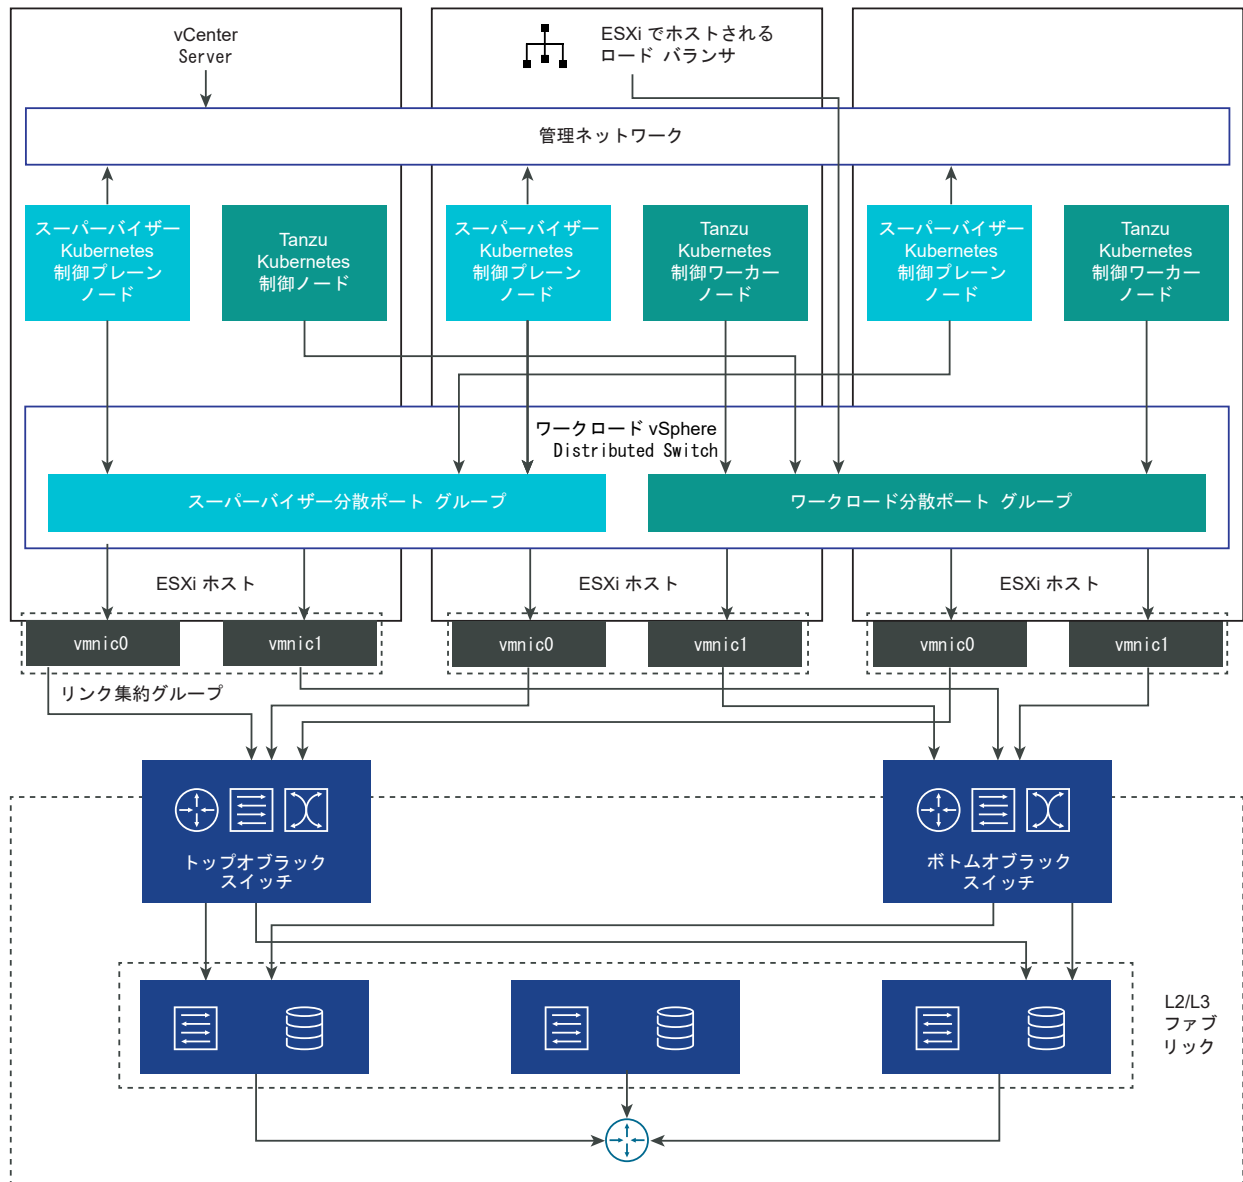 vCenter
Server
ESXi でホストされる
ロード バランサ
管理ネットワーク
スーパーバイザー
Kubernetes
制御プレーン
ノード
Tanzu
Kubernetes
制御ノード
スーパーバイザー
Kubernetes
制御プレーン
ノード
Tanzu
Kubernetes
制御ワーカー
ノード
スーパーバイザー
Kubernetes
制御プレーン
ノード
Tanzu
Kubernetes
制御ワーカー
ノード
ワークロード vSphere
Distributed Switch
スーパーバイザー分散ポート グループ
ワークロード分散ポート グループ
ESXi ホスト
ESXi ホスト
ESXi ホスト
vmnic0
vmnic1
vmnic0
vmnic1
vmnic0
vmnic1
リンク集約グループ
トップオブラック
スイッチ
ボトムオブラック
スイッチ
L2/L3
ファブ
リック